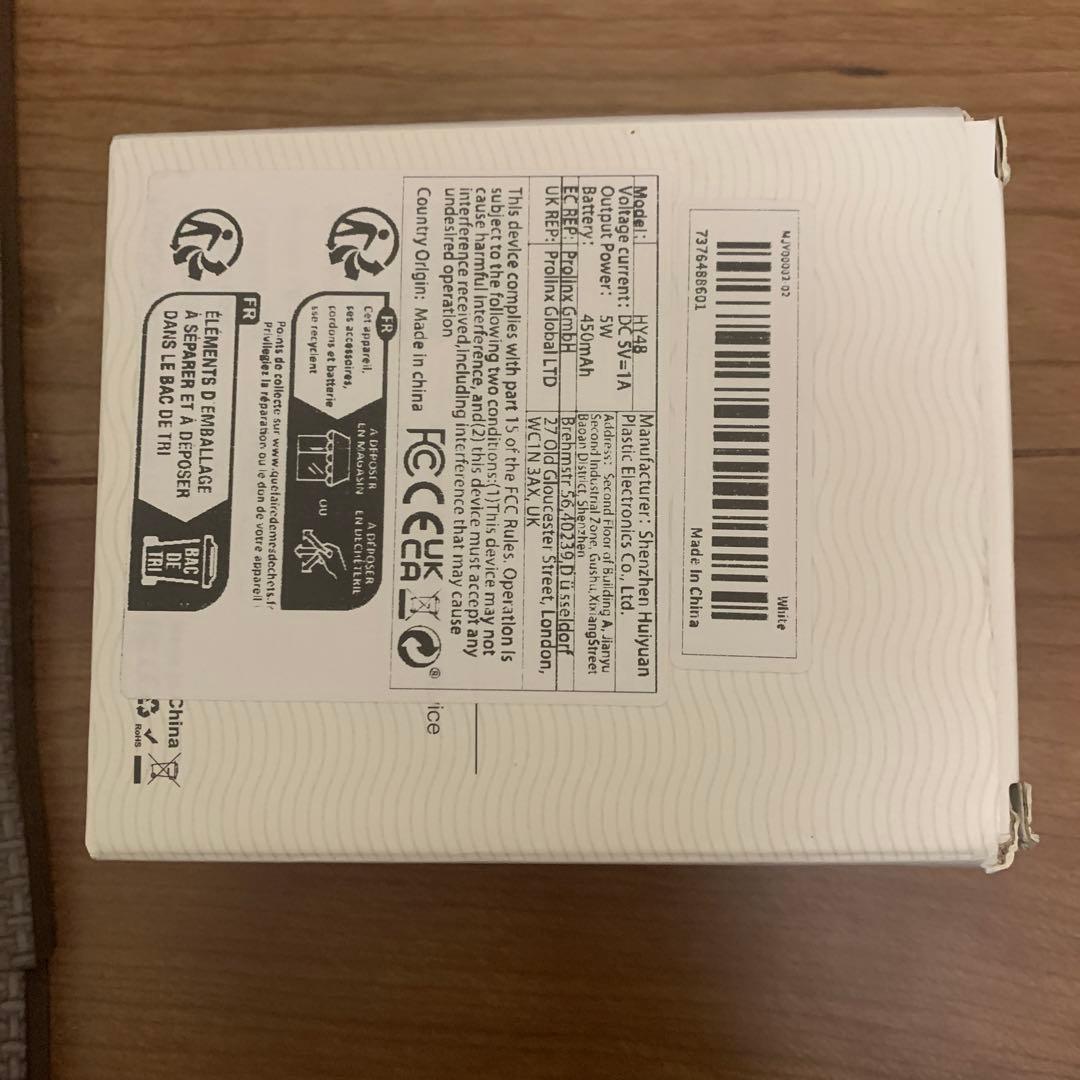 MJY00032-02
White
7376488601
Made In China
Model: HY48
Voltage current: DC 5V=1A
Output Power: 5W
Battery: 450mAh
Manufacturer: Shenzhen Huiyuan
Plastic Electronics Co., Ltd.
Address: Second Floor of Building A, Jianyu
Second Industrial Zone, Gushu,XixiangStreet
Baoan District, Shenzhen
EC REP: Prolinx GmbH Brehmstr.56,40239,Düsseldorf
UK REP: Prolinx Global LTD 27 Old Gloucester Street, London,
WC1N 3AX, UK
This device complies with part 15 of the FCC Rules. Operation is
subject to the following two conditions:(1)This device may not
cause harmful interference,and(2) this device must accept any
interference received,including interference that may cause
undesired operation
Country Origin: Made in china
FC CE UK CA
®
FR
Cet appareil,
ses accessoires,
cordons et batterie
se recyclent
À DÉPOSER
EN MAGASIN
OU
À DÉPOSER
EN DÉCHÈTERIE
Points de collecte sur www.quefairedemesdechets.fr
Privilégiez la réparation ou le don de votre appareil !
FR
ÉLÉMENTS D'EMBALLAGE
À SÉPARER ET À DÉPOSER
DANS LE BAC DE TRI
BAC
DE
TRI
ice
China
RoHS